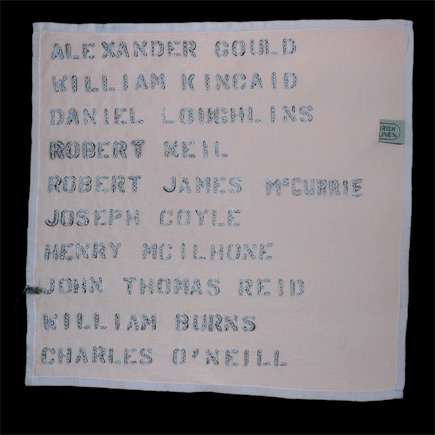 ALEXANDER GOULD
WILLIAM KINCAID
DANIEL LOUGHLINS
IRISH
LINEN
ROBERT NEIL
ROBERT JAMES McCURRIE
JOSEPH COYLE
HENRY MCILHONE
JOHN THOMAS REID
WILLIAM BURNS
CHARLES O'NEILL